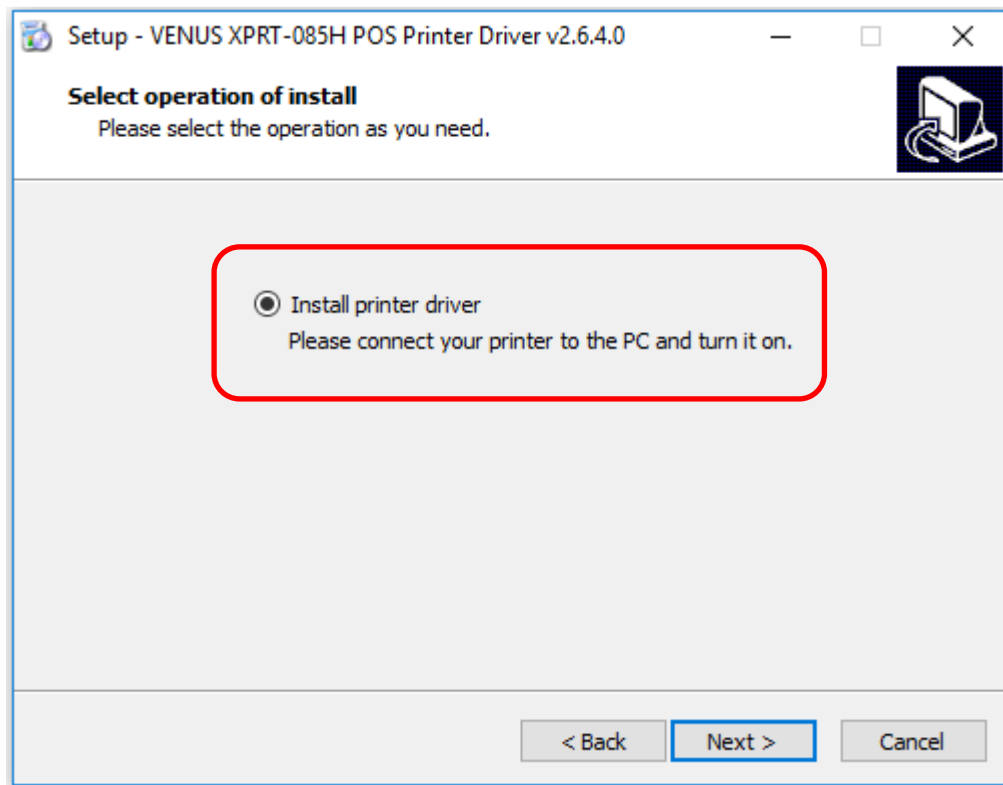 Setup - VENUS XPRT-085H POS Printer Driver v2.6.4.0
Select operation of install
Please select the operation as you need.
Install printer driver
Please connect your printer to the PC and turn it on.
< Back Next > Cancel